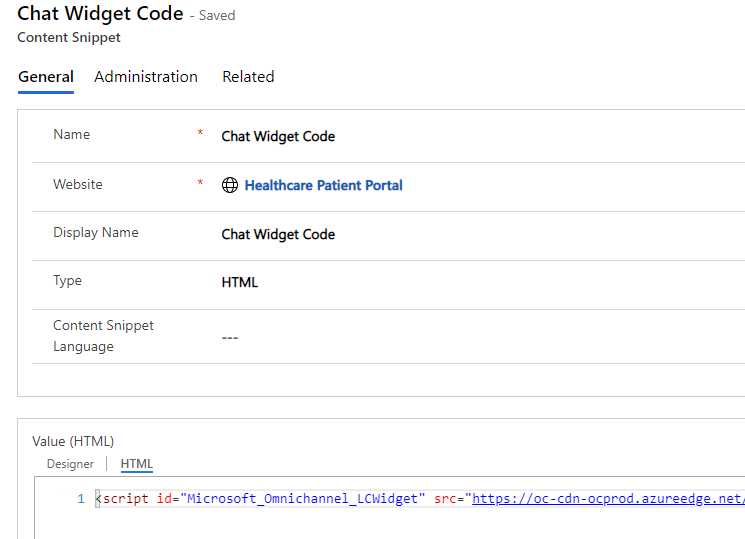 Chat Widget Code - Saved
Content Snippet
General Administration Related
Name * Chat Widget Code
Website * Healthcare Patient Portal
Display Name Chat Widget Code
Type HTML
Content Snippet
Language ---
Value (HTML)
Designer HTML
1 <script id="Microsoft_Omnichannel_LCWidget" src="https://oc-cdn-ocprod.azureedge.net/